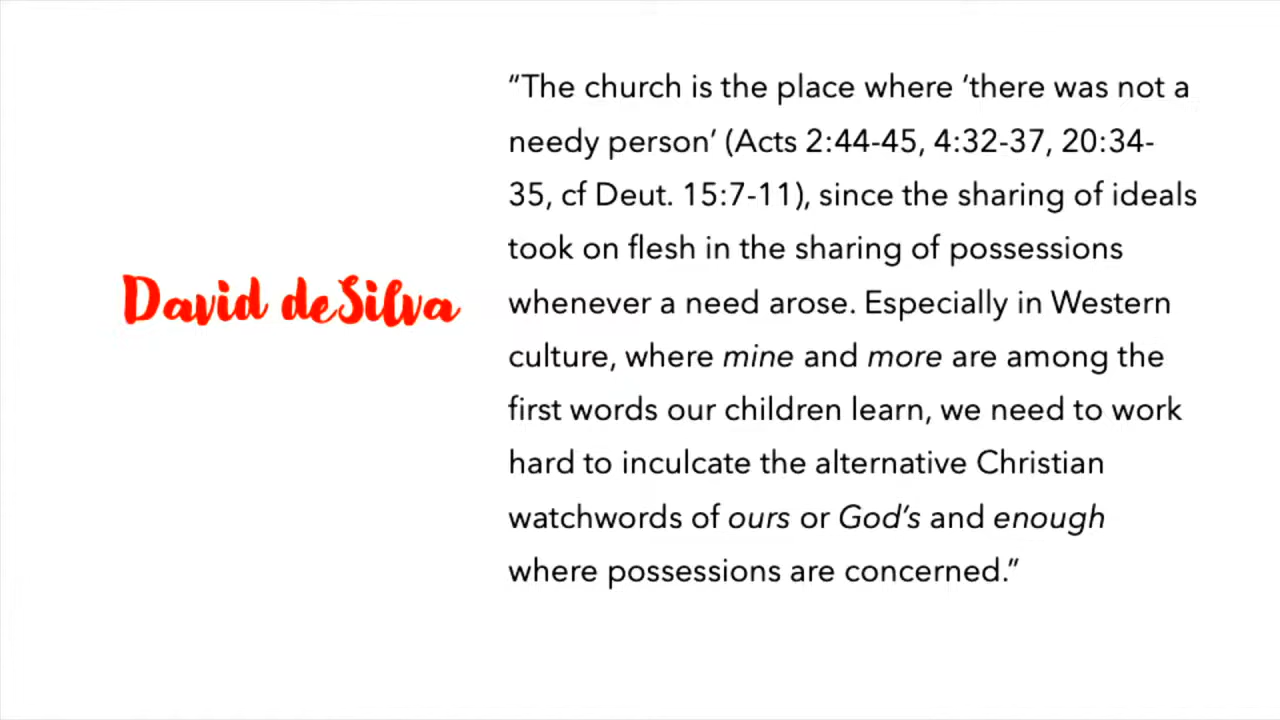 David deSilva
“The church is the place where ‘there was not a
needy person’ (Acts 2:44-45, 4:32-37, 20:34-
35, cf Deut. 15:7-11), since the sharing of ideals
took on flesh in the sharing of possessions
whenever a need arose. Especially in Western
culture, where mine and more are among the
first words our children learn, we need to work
hard to inculcate the alternative Christian
watchwords of ours or God’s and enough
where possessions are concerned.”